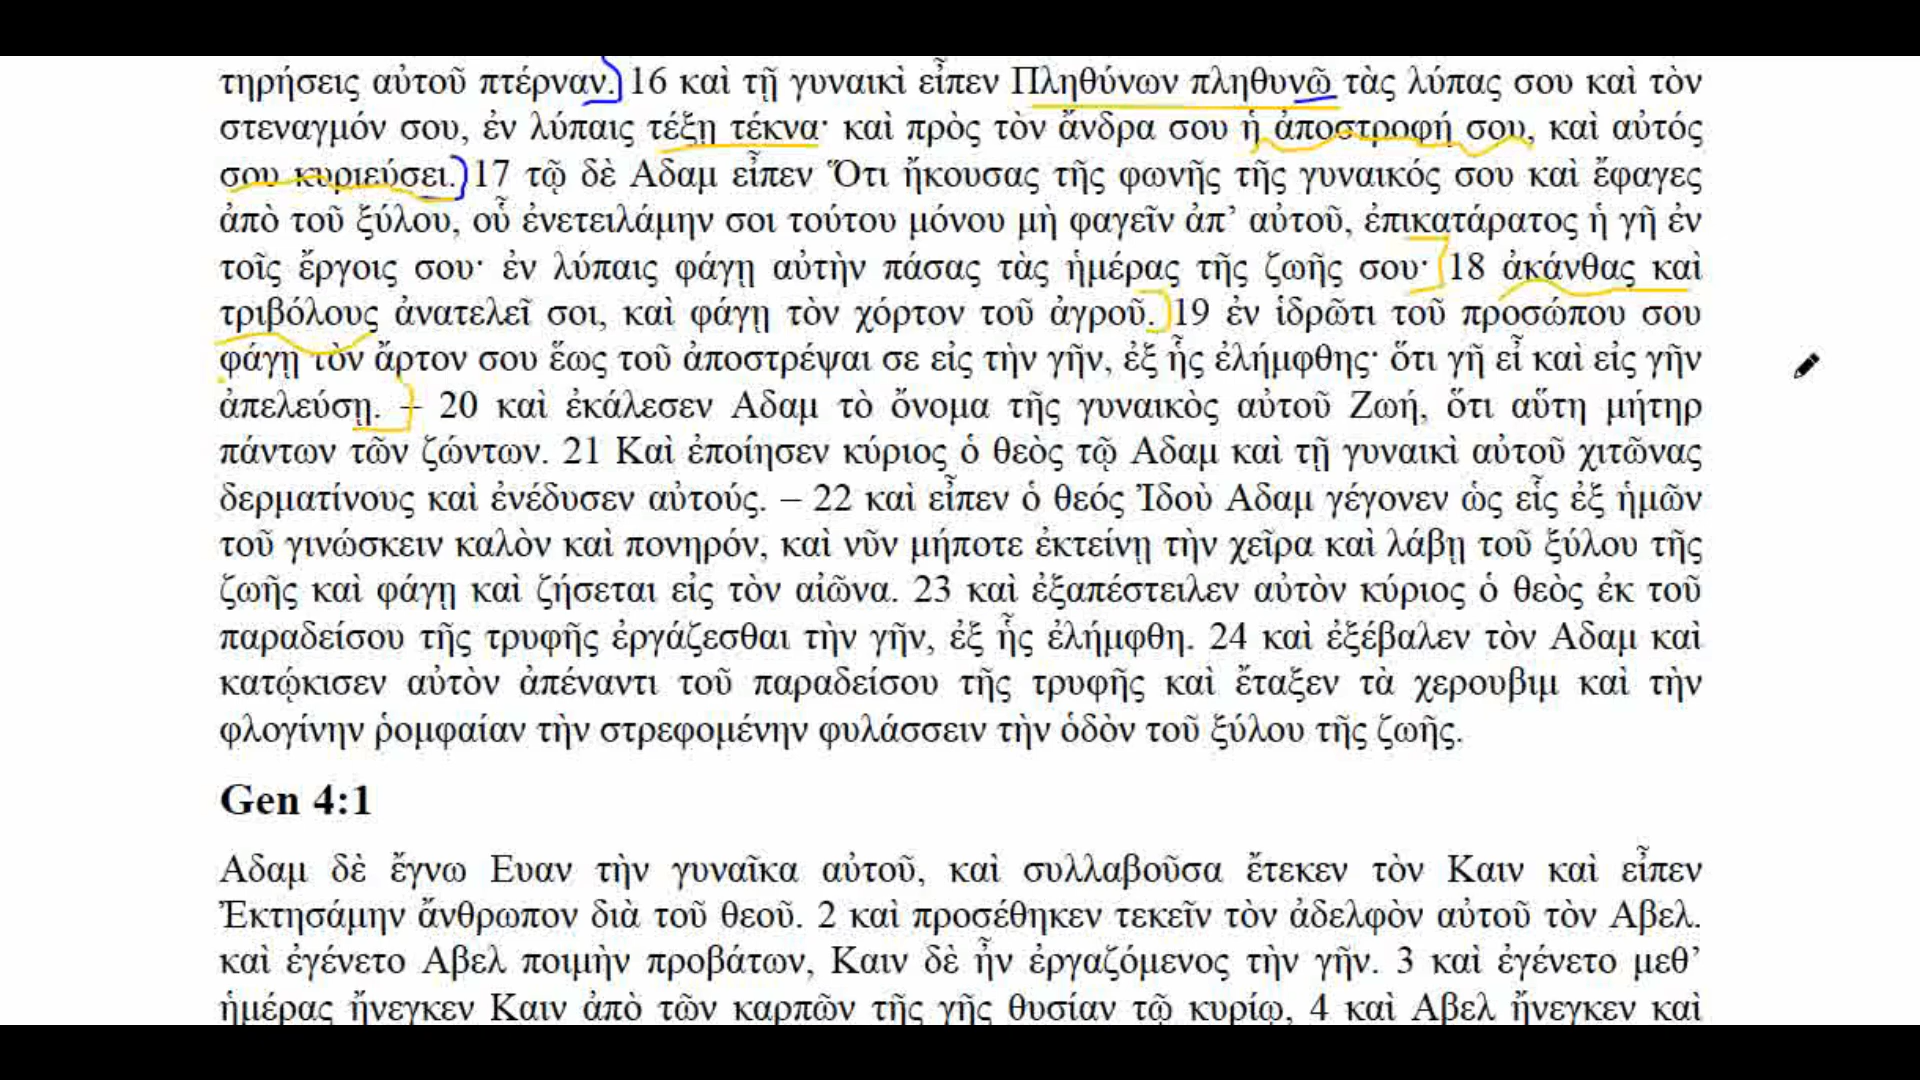 τηρήσεις αὐτοῦ πτέρναν. 16 καὶ τῇ γυναικὶ εἶπεν Πληθύνων πληθυνῶ τὰς λύπας σου καὶ τὸν
στεναγμόν σου, ἐν λύπαις τέξῃ τέκνα· καὶ πρὸς τὸν ἄνδρα σου ἡ ἀποστροφή σου, καὶ αὐτός
σου κυριεύσει. 17 τῷ δὲ Αδαμ εἶπεν Ὅτι ἤκουσας τῆς φωνῆς τῆς γυναικός σου καὶ ἔφαγες
ἀπὸ τοῦ ξύλου, οὗ ἐνετειλάμην σοι τούτου μόνου μὴ φαγεῖν ἀπ’ αὐτοῦ, ἐπικατάρατος ἡ γῆ ἐν
τοῖς ἔργοις σου· ἐν λύπαις φάγῃ αὐτὴν πάσας τὰς ἡμέρας τῆς ζωῆς σου· 18 ἀκάνθας καὶ
τριβόλους ἀνατελεῖ σοι, καὶ φάγῃ τὸν χόρτον τοῦ ἀγροῦ. 19 ἐν ἱδρῶτι τοῦ προσώπου σου
φάγῃ τὸν ἄρτον σου ἕως τοῦ ἀποστρέψαι σε εἰς τὴν γῆν, ἐξ ἧς ἐλήμφθης· ὅτι γῆ εἶ καὶ εἰς γῆν
ἀπελεύσῃ. – 20 καὶ ἐκάλεσεν Αδαμ τὸ ὄνομα τῆς γυναικὸς αὐτοῦ Ζωή, ὅτι αὕτη μήτηρ
πάντων τῶν ζώντων. 21 Καὶ ἐποίησεν κύριος ὁ θεὸς τῷ Αδαμ καὶ τῇ γυναικὶ αὐτοῦ χιτῶνας
δερματίνους καὶ ἐνέδυσεν αὐτούς. – 22 καὶ εἶπεν ὁ θεός Ἰδοὺ Αδαμ γέγονεν ὡς εἷς ἐξ ἡμῶν
τοῦ γινώσκειν καλὸν καὶ πονηρόν, καὶ νῦν μήποτε ἐκτείνῃ τὴν χεῖρα καὶ λάβῃ τοῦ ξύλου τῆς
ζωῆς καὶ φάγῃ καὶ ζήσεται εἰς τὸν αἰῶνα. 23 καὶ ἐξαπέστειλεν αὐτὸν κύριος ὁ θεὸς ἐκ τοῦ
παραδείσου τῆς τρυφῆς ἐργάζεσθαι τὴν γῆν, ἐξ ἧς ἐλήμφθη. 24 καὶ ἐξέβαλεν τὸν Αδαμ καὶ
κατῴκισεν αὐτὸν ἀπέναντι τοῦ παραδείσου τῆς τρυφῆς καὶ ἔταξεν τὰ χερουβιμ καὶ τὴν
φλογίνην ῥομφαίαν τὴν στρεφομένην φυλάσσειν τὴν ὁδὸν τοῦ ξύλου τῆς ζωῆς.
Gen 4:1
Αδαμ δὲ ἔγνω Ευαν τὴν γυναῖκα αὐτοῦ, καὶ συλλαβοῦσα ἔτεκεν τὸν Καιν καὶ εἶπεν
Ἐκτησάμην ἄνθρωπον διὰ τοῦ θεοῦ. 2 καὶ προσέθηκεν τεκεῖν τὸν ἀδελφὸν αὐτοῦ τὸν Αβελ.
καὶ ἐγένετο Αβελ ποιμὴν προβάτων, Καιν δὲ ἦν ἐργαζόμενος τὴν γῆν. 3 καὶ ἐγένετο μεθ’
ἡμέρας ἤνεγκεν Καιν ἀπὸ τῶν καρπῶν τῆς γῆς θυσίαν τῷ κυρίῳ, 4 καὶ Αβελ ἤνεγκεν καὶ